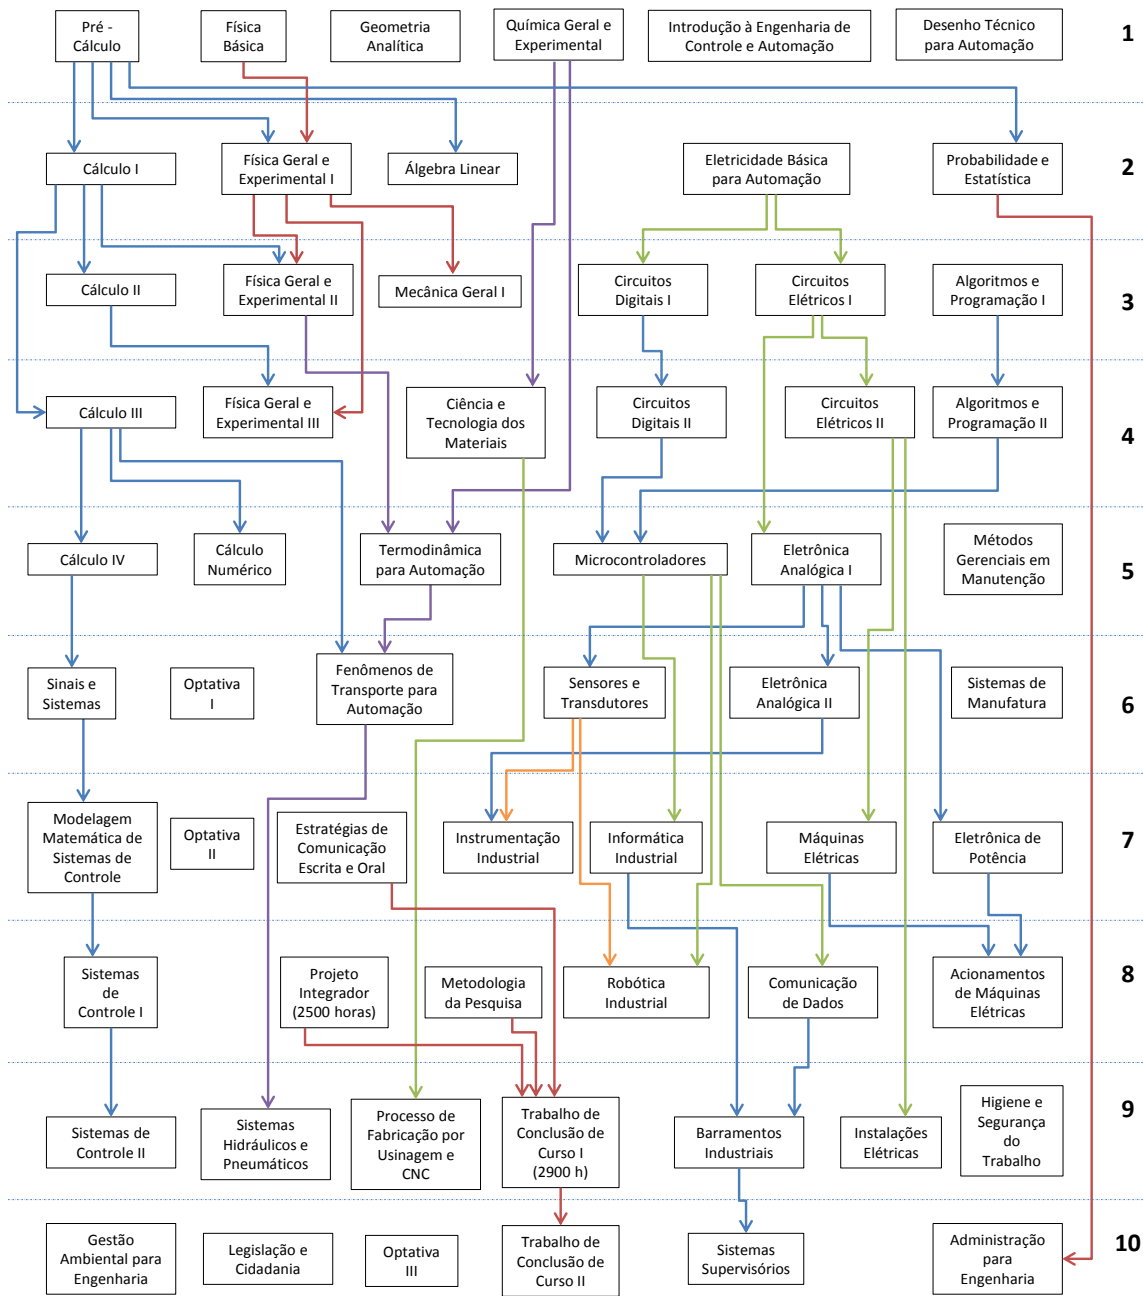 Pré -
Cálculo
Física
Básica
Geometria
Analítica
Química Geral e
Experimental
Introdução à Engenharia de
Controle e Automação
Desenho Técnico
para Automação
1
Cálculo I
Física Geral e
Experimental I
Álgebra Linear
Eletricidade Básica
para Automação
Probabilidade e
Estatística
2
Cálculo II
Física Geral e
Experimental II
Mecânica Geral I
Circuitos
Digitais I
Circuitos
Elétricos I
Algoritmos e
Programação I
3
Cálculo III
Física Geral e
Experimental III
Ciência e
Tecnologia dos
Materiais
Circuitos
Digitais II
Circuitos
Elétricos II
Algoritmos e
Programação II
4
Cálculo IV
Cálculo
Numérico
Termodinâmica
para Automação
Microcontroladores
Eletrônica
Analógica I
Métodos
Gerenciais em
Manutenção
5
Sinais e
Sistemas
Optativa
I
Fenômenos de
Transporte para
Automação
Sensores e
Transdutores
Eletrônica
Analógica II
Sistemas de
Manufatura
6
Modelagem
Matemática de
Sistemas de
Controle
Optativa
II
Estratégias de
Comunicação
Escrita e Oral
Instrumentação
Industrial
Informática
Industrial
Máquinas
Elétricas
Eletrônica de
Potência
7
Sistemas
de
Controle I
Projeto
Integrador
(2500 horas)
Metodologia
da Pesquisa
Robótica
Industrial
Comunicação
de Dados
Acionamentos
de Máquinas
Elétricas
8
Sistemas de
Controle II
Sistemas
Hidráulicos e
Pneumáticos
Processo de
Fabricação por
Usinagem e
CNC
Trabalho de
Conclusão de
Curso I
(2900 h)
Barramentos
Industriais
Instalações
Elétricas
Higiene e
Segurança
do
Trabalho
9
Gestão
Ambiental para
Engenharia
Legislação e
Cidadania
Optativa
III
Trabalho de
Conclusão de
Curso II
Sistemas
Supervisórios
Administração
para
Engenharia
10